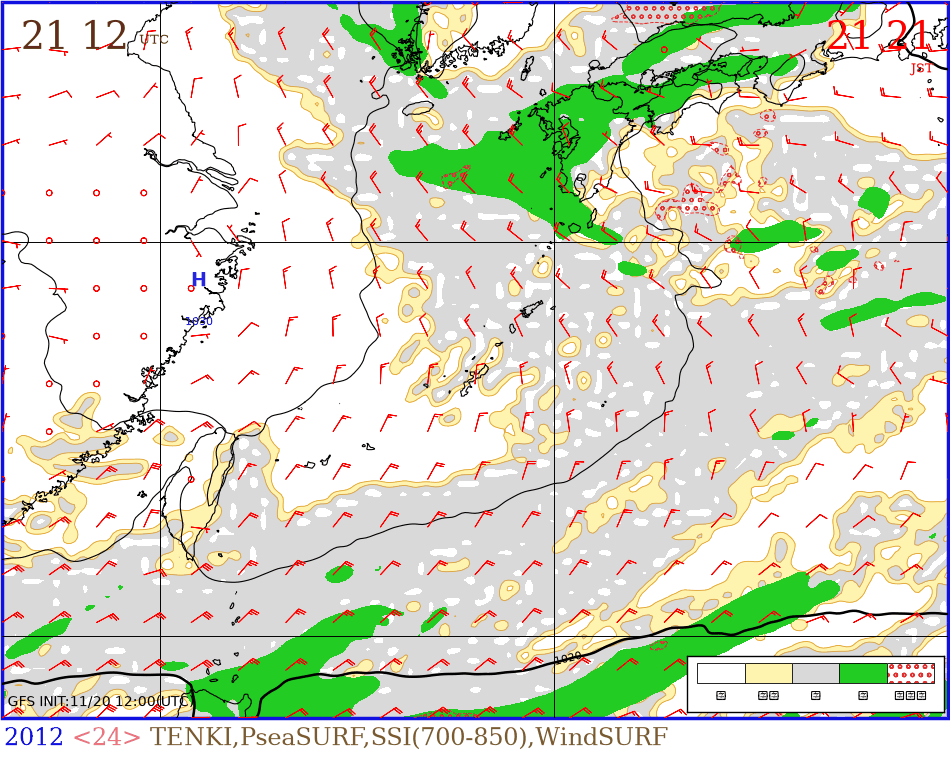 21 12 UTC
21 21 JST
H
1030
1020
GFS INIT:11/20 12:00(UTC)
2012 <24> TENKI,PseaSURF,SSI(700-850),WindSURF